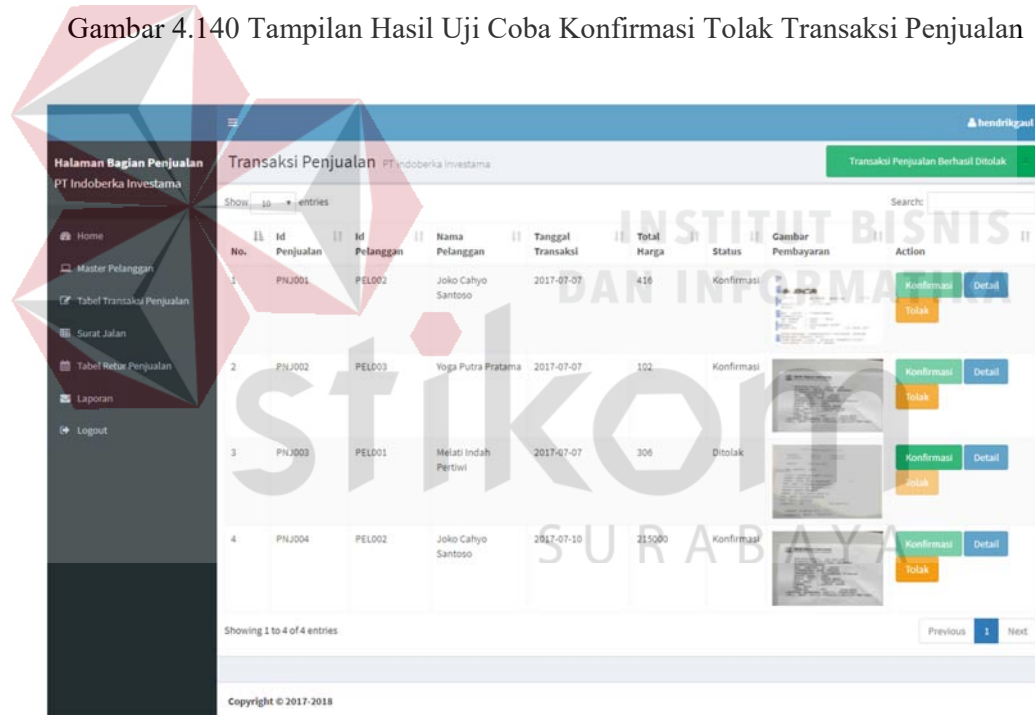 Gambar 4.140 Tampilan Hasil Uji Coba Konfirmasi Tolak Transaksi Penjualan
hendrikgaul
Halaman Bagian Penjualan
PT Indoberka Investama
Home
Master Pelanggan
Tabel Transaksi Penjualan
Surat Jalan
Tabel Retur Penjualan
Laporan
Logout
Transaksi Penjualan PT Indoberka Investama
Transaksi Penjualan Berhasil Ditolak
Show 10 entries
Search:
No. Id Penjualan Id Pelanggan Nama Pelanggan Tanggal Transaksi Total Harga Status Gambar Pembayaran Action
1 PNJ001 PEL002 Joko Cahyo Santoso 2017-07-07 416 Konfirmasi Konfirmasi Detail
Tolak
2 PNJ002 PEL003 Yoga Putra Pratama 2017-07-07 102 Konfirmasi Konfirmasi Detail
Tolak
3 PNJ003 PEL001 Melati Indah Pertiwi 2017-07-07 306 Ditolak Konfirmasi Detail
Tolak
4 PNJ004 PEL002 Joko Cahyo Santoso 2017-07-10 215000 Konfirmasi Konfirmasi Detail
Tolak
Showing 1 to 4 of 4 entries
Previous 1 Next
Copyright © 2017-2018
INSTITUT BISNIS
DAN INFORMATIKA
stikom
SURABAYA